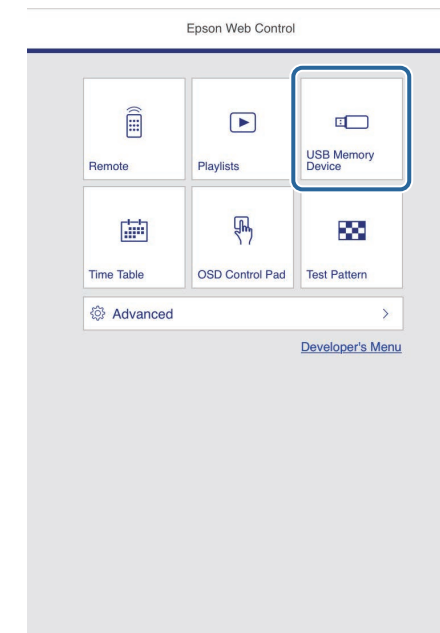 Epson Web Control
Remote
Playlists
USB Memory
Device
Time Table
OSD Control Pad
Test Pattern
Advanced
Developer's Menu